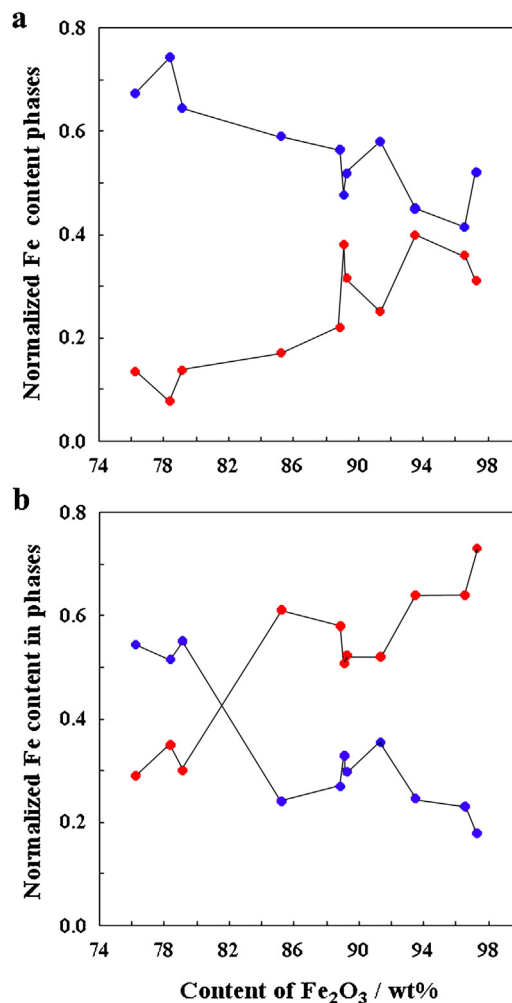 a
Normalized Fe content phases
0.8
0.6
0.4
0.2
0.0
74 78 82 86 90 94 98
b
Normalized Fe content in phases
0.8
0.6
0.4
0.2
0.0
74 78 82 86 90 94 98
Content of Fe₂O₃ / wt%